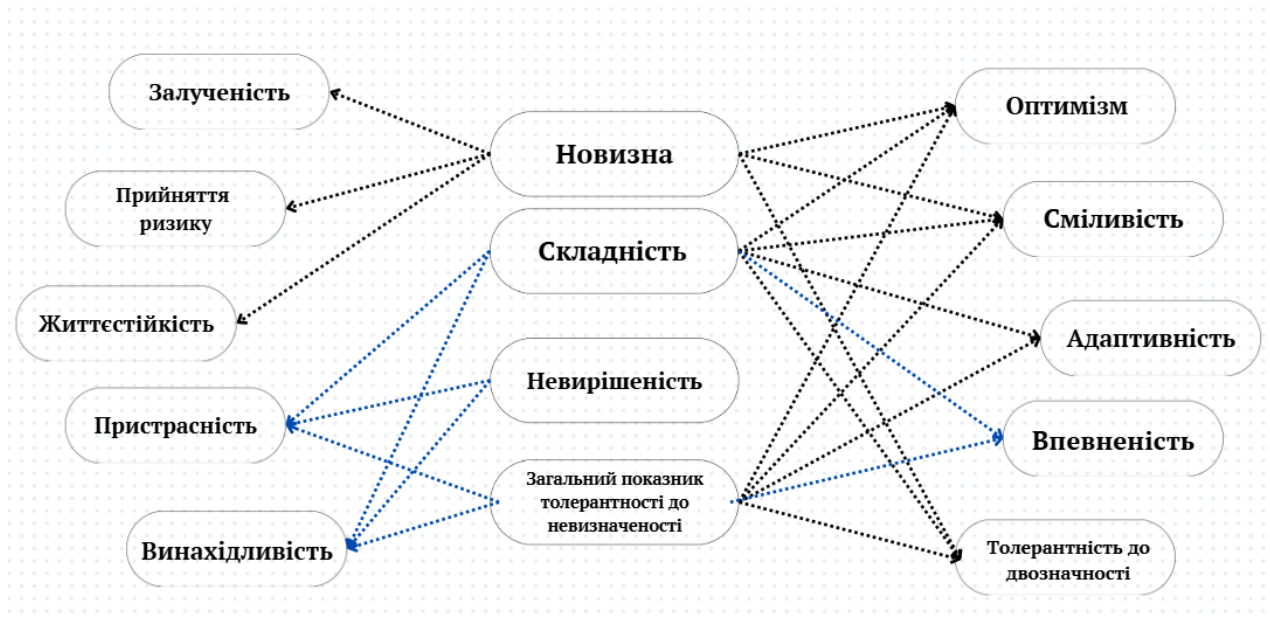 Залученість
Прийняття
ризику
Життєстійкість
Пристрасність
Винахідливість
Новизна
Складність
Невирішеність
Загальний показник
толерантності до
невизначеності
Оптимізм
Сміливість
Адаптивність
Впевненість
Толерантність до
двозначності